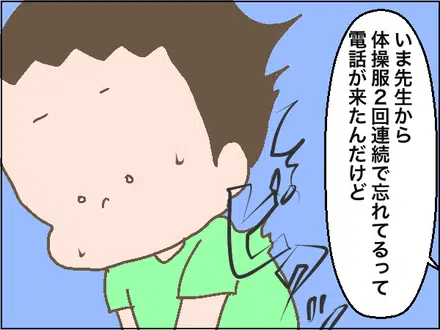 いま先生から
体操服2回連続で忘れてるって
電話が来たんだけど